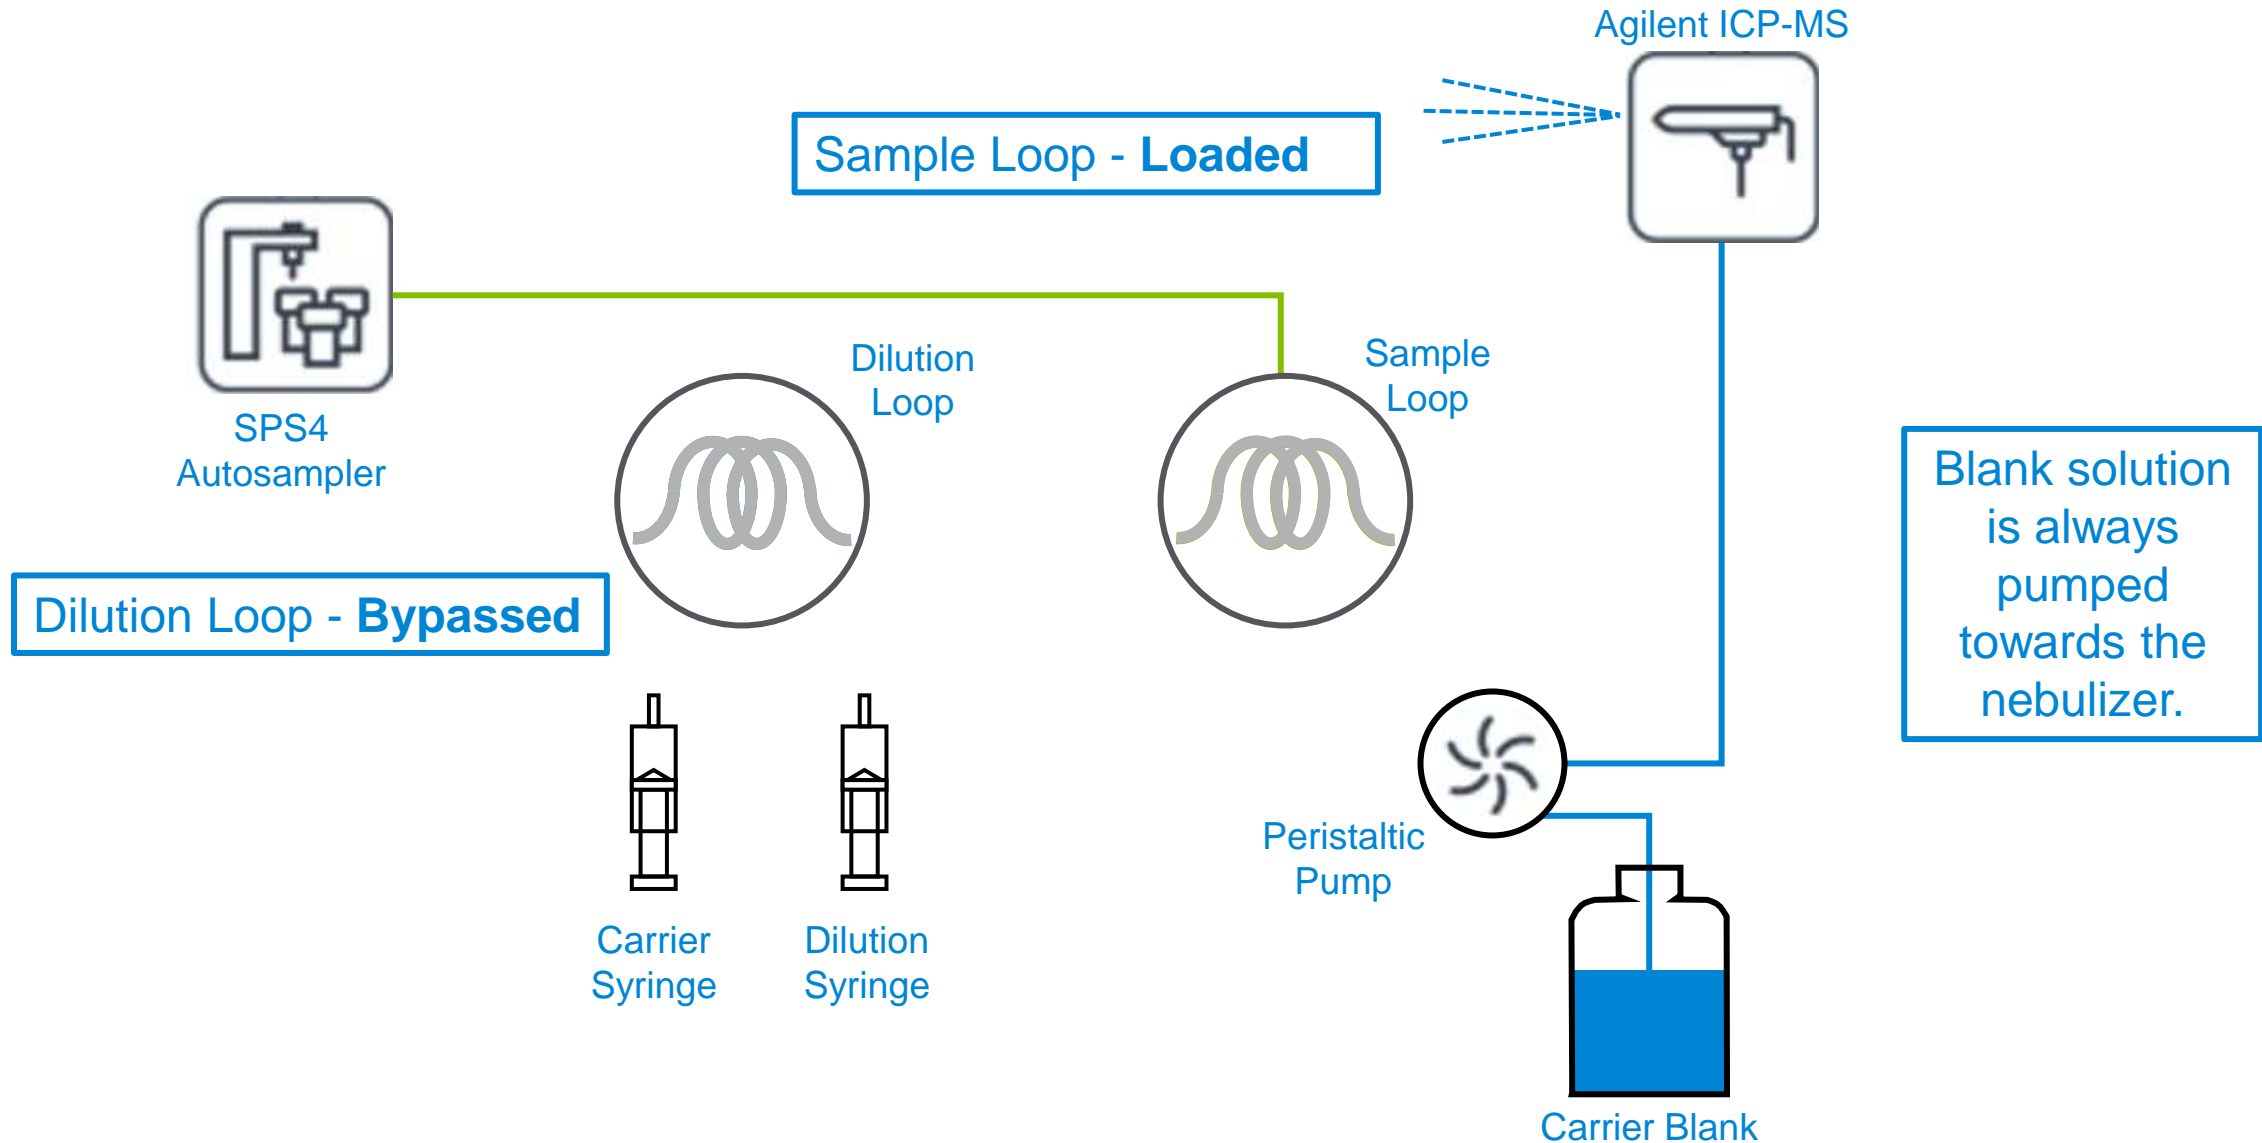 Agilent ICP-MS
Sample Loop - Loaded
SPS4
Autosampler
Dilution
Loop
Sample
Loop
Dilution Loop - Bypassed
Blank solution
is always
pumped
towards the
nebulizer.
Peristaltic
Pump
Carrier
Syringe
Dilution
Syringe
Carrier Blank